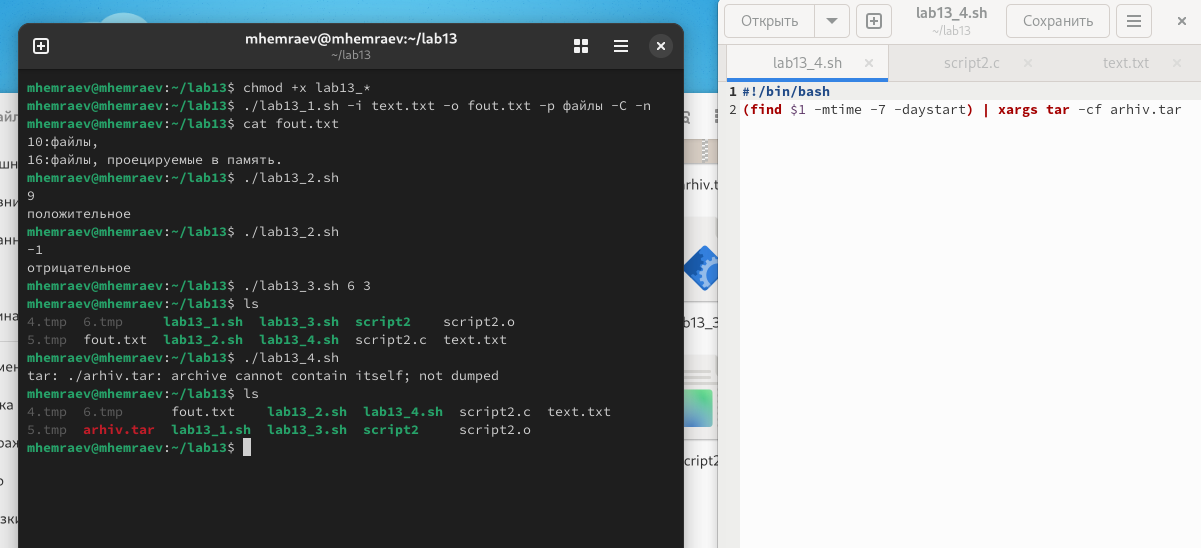 mhemraev@mhemraev:~/lab13
~/lab13
mhemraev@mhemraev:~/lab13$ chmod +x lab13_*
mhemraev@mhemraev:~/lab13$ ./lab13_1.sh -i text.txt -o fout.txt -p файлы -C -n
mhemraev@mhemraev:~/lab13$ cat fout.txt
10:файлы,
16:файлы, проецируемые в память.
mhemraev@mhemraev:~/lab13$ ./lab13_2.sh
9
положительное
mhemraev@mhemraev:~/lab13$ ./lab13_2.sh
-1
отрицательное
mhemraev@mhemraev:~/lab13$ ./lab13_3.sh 6 3
mhemraev@mhemraev:~/lab13$ ls
4.tmp 6.tmp lab13_1.sh lab13_3.sh script2 script2.o
5.tmp fout.txt lab13_2.sh lab13_4.sh script2.c text.txt
mhemraev@mhemraev:~/lab13$ ./lab13_4.sh
tar: ./arhiv.tar: archive cannot contain itself; not dumped
mhemraev@mhemraev:~/lab13$ ls
4.tmp 6.tmp fout.txt lab13_2.sh lab13_4.sh script2.c text.txt
5.tmp arhiv.tar lab13_1.sh lab13_3.sh script2 script2.o
mhemraev@mhemraev:~/lab13$
Открыть
lab13_4.sh
~/lab13
Сохранить
lab13_4.sh
script2.c
text.txt
1 #!/bin/bash
2 (find $1 -mtime -7 -daystart) | xargs tar -cf arhiv.tar